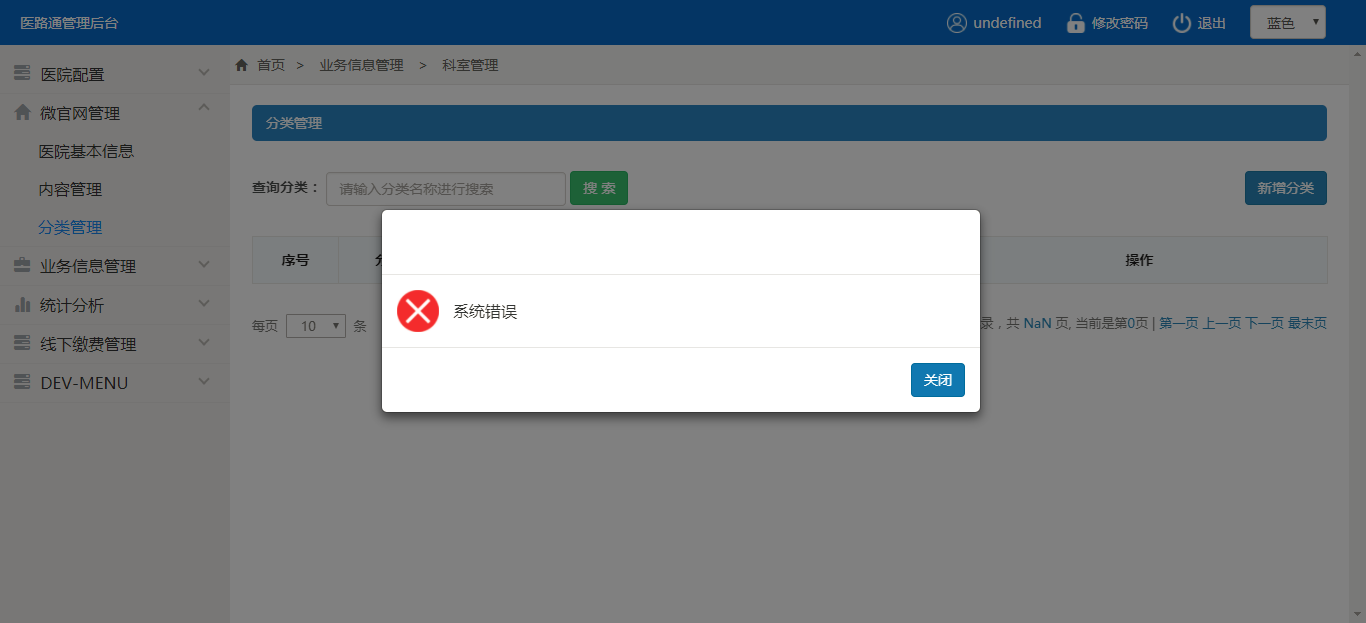 医路通管理后台
undefined 修改密码 退出 蓝色
首页 > 业务信息管理 > 科室管理
医院配置
微官网管理
医院基本信息
内容管理
分类管理
业务信息管理
统计分析
线下缴费管理
DEV-MENU
分类管理
查询分类： 请输入分类名称进行搜索 搜 索 新增分类
序号 操作
每页 10 条 录，共 NaN 页, 当前是第0页 | 第一页 上一页 下一页 最末页
系统错误
关闭